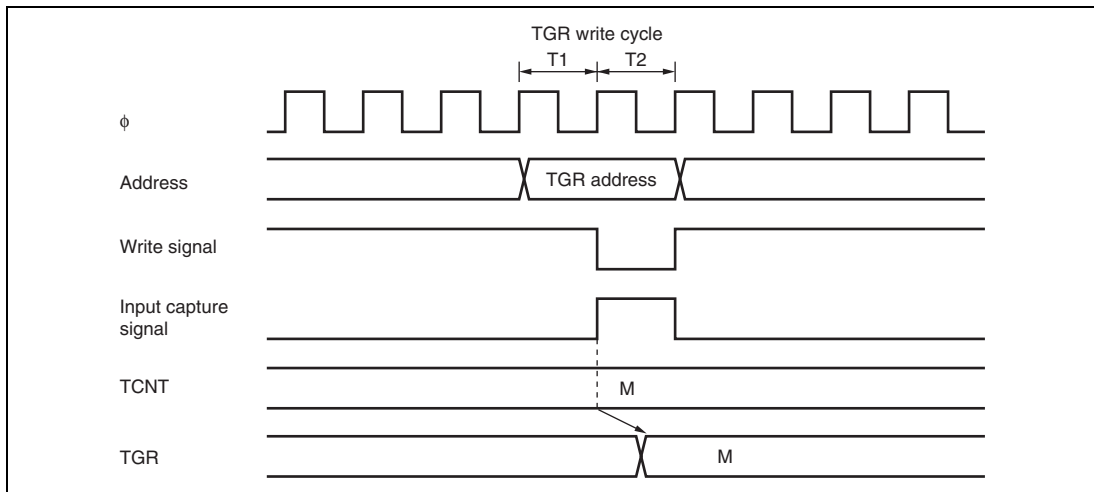 TGR write cycle
T1 T2
ϕ
Address
TGR address
Write signal
Input capture
signal
TCNT
M
TGR
M